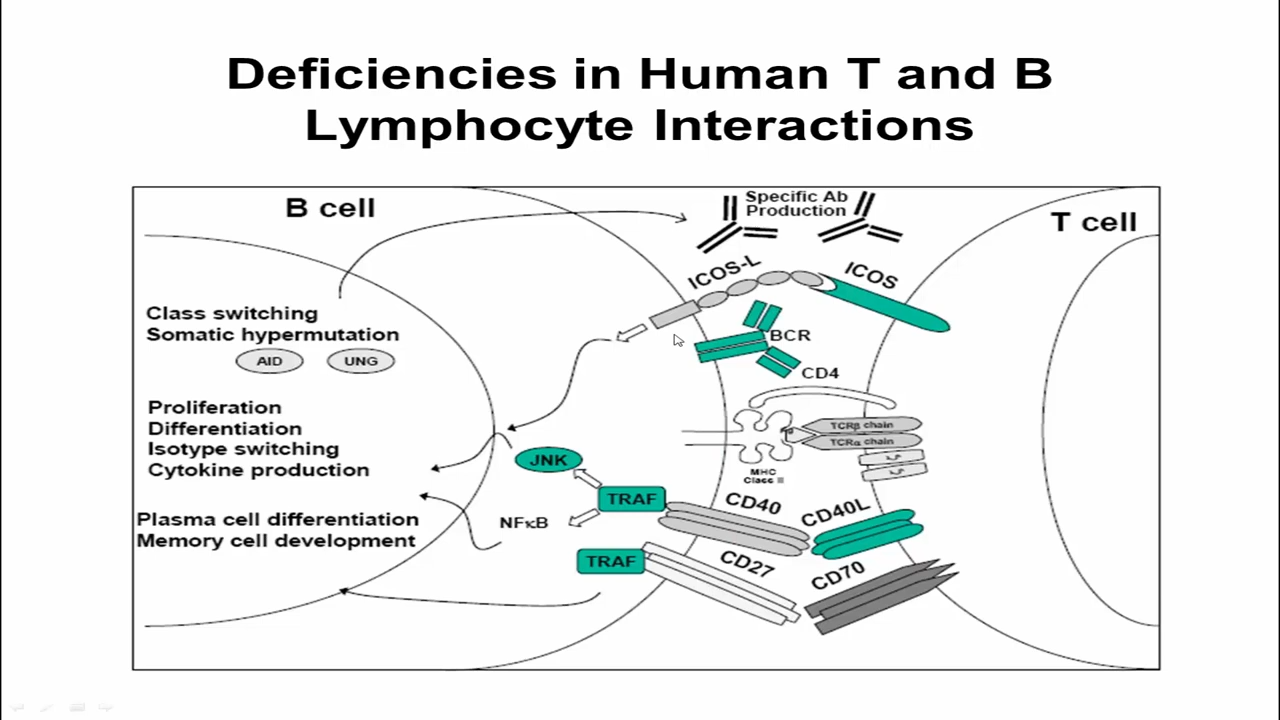 Deficiencies in Human T and B
Lymphocyte Interactions
B cell
Specific Ab
Production
T cell
ICOS-L
ICOS
Class switching
Somatic hypermutation
AID
UNG
BCR
CD4
Proliferation
Differentiation
Isotype switching
Cytokine production
TCRβ chain
TCRα chain
MHC
Class II
JNK
TRAF
CD40
CD40L
NFκB
Plasma cell differentiation
Memory cell development
TRAF
CD27
CD70